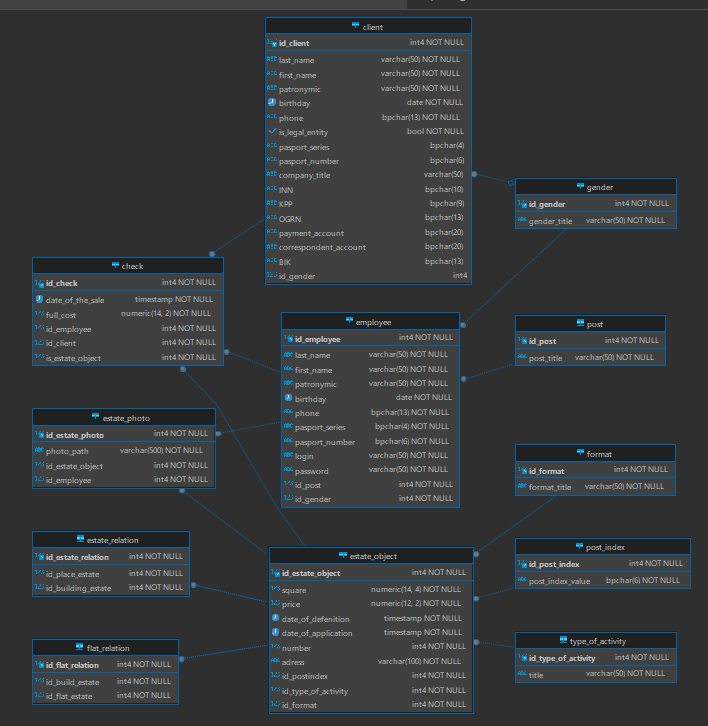 client
id_client int4 NOT NULL
last_name varchar(50) NOT NULL
first_name varchar(50) NOT NULL
patronymic varchar(50) NOT NULL
birthday date NOT NULL
phone bpchar(13) NOT NULL
is_legal_entity bool NOT NULL
pasport_series bpchar(4)
pasport_number bpchar(6)
company_title varchar(50)
INN bpchar(10)
KPP bpchar(9)
OGRN bpchar(13)
payment_account bpchar(20)
correspondent_account bpchar(20)
BIK bpchar(13)
id_gender int4
gender
id_gender int4 NOT NULL
gender_title varchar(50) NOT NULL
check
id_check int4 NOT NULL
date_of_the_sale timestamp NOT NULL
full_cost numeric(14, 2) NOT NULL
id_employee int4 NOT NULL
id_client int4 NOT NULL
is_estate_object int4 NOT NULL
employee
id_employee int4 NOT NULL
last_name varchar(50) NOT NULL
first_name varchar(50) NOT NULL
patronymic varchar(50) NOT NULL
birthday date NOT NULL
phone bpchar(13) NOT NULL
pasport_series bpchar(4) NOT NULL
pasport_number bpchar(6) NOT NULL
login varchar(50) NOT NULL
password varchar(50) NOT NULL
id_post int4 NOT NULL
id_gender int4 NOT NULL
post
id_post int4 NOT NULL
post_title varchar(50) NOT NULL
estate_photo
id_estate_photo int4 NOT NULL
photo_path varchar(500) NOT NULL
id_estate_object int4 NOT NULL
id_employee int4 NOT NULL
format
id_format int4 NOT NULL
format_title varchar(50) NOT NULL
estate_relation
id_estate_relation int4 NOT NULL
id_place_estate int4 NOT NULL
id_building_estate int4 NOT NULL
estate_object
id_estate_object int4 NOT NULL
square numeric(14, 4) NOT NULL
price numeric(12, 2) NOT NULL
date_of_defenition timestamp NOT NULL
date_of_application timestamp NOT NULL
number int4 NOT NULL
adress varchar(100) NOT NULL
id_postindex int4 NOT NULL
id_type_of_activity int4 NOT NULL
id_format int4 NOT NULL
post_index
id_post_index int4 NOT NULL
post_index_value bpchar(6) NOT NULL
flat_relation
id_flat_relation int4 NOT NULL
id_build_estate int4 NOT NULL
id_flat_estate int4 NOT NULL
type_of_activity
id_type_of_activity int4 NOT NULL
title varchar(50) NOT NULL